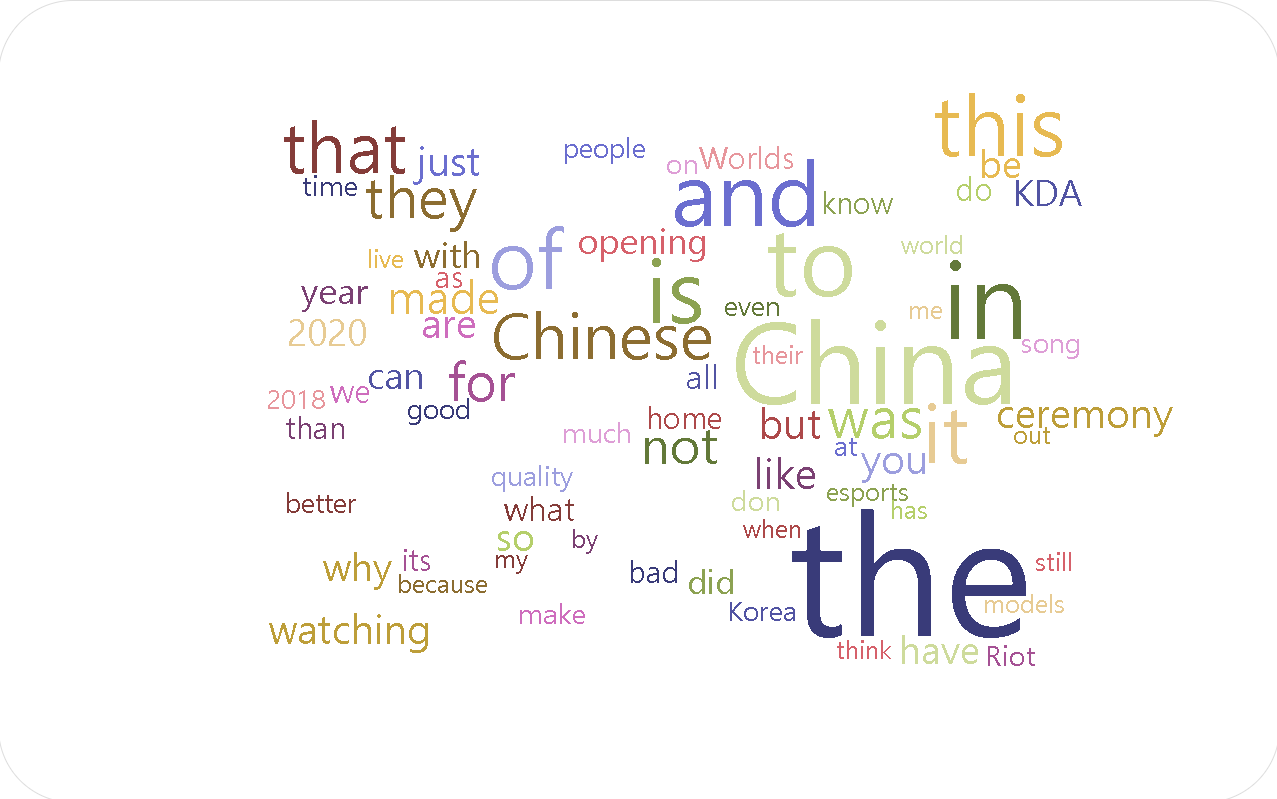 this
that
just
people
on
Worlds
be
time
they
and
know
do
KDA
live
with
of
opening
to
world
as
is
in
year
made
even
me
2020
are
Chinese
China
their
song
can
for
all
2018
we
good
home
but
was
it
ceremony
than
much
not
at
you
out
quality
like
better
what
don
esports
has
so
by
when
the
why
its
my
because
bad
did
still
make
Korea
models
watching
think
have
Riot